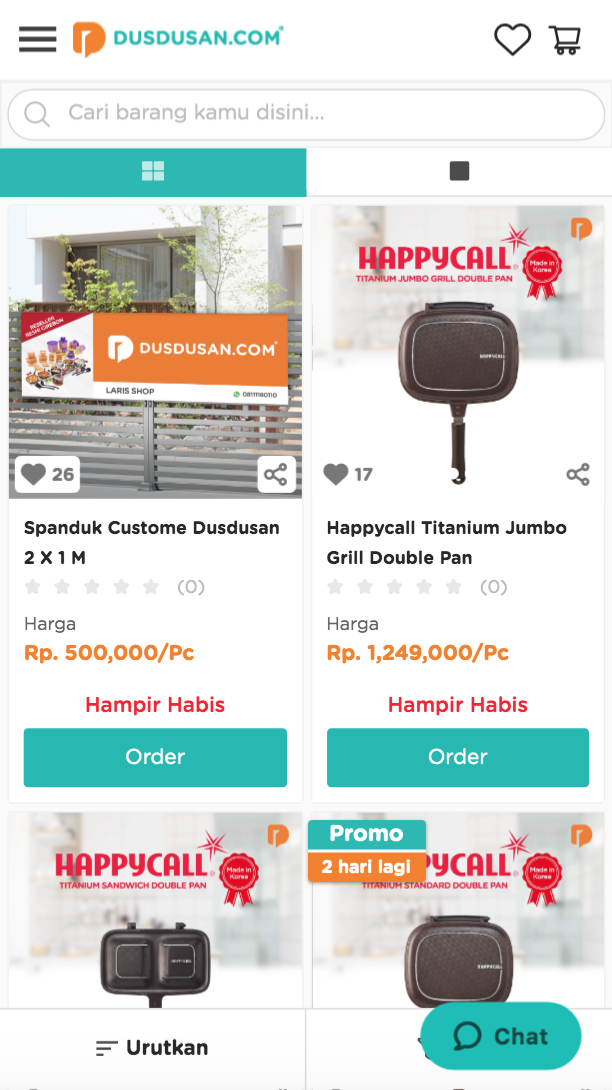 DUSDUSAN.COM
Cari barang kamu disini...
RESELLER
RESMI CIREBON
DUSDUSAN.COM
LARIS SHOP
08111180110
26
HAPPYCALL
Made in
Korea
TITANIUM JUMBO GRILL DOUBLE PAN
HAPPYCALL
17
Spanduk Custome Dusdusan
2 X 1 M
(0)
Harga
Rp. 500,000/Pc
Hampir Habis
Order
Happycall Titanium Jumbo
Grill Double Pan
(0)
Harga
Rp. 1,249,000/Pc
Hampir Habis
Order
HAPPYCALL
Made in
Korea
TITANIUM SANDWICH DOUBLE PAN
HAPPYCALL
Promo
2 hari lagi
PYCALL
Made in
Korea
TITANIUM STANDARD DOUBLE PAN
HAPPYCALL
Urutkan
Chat